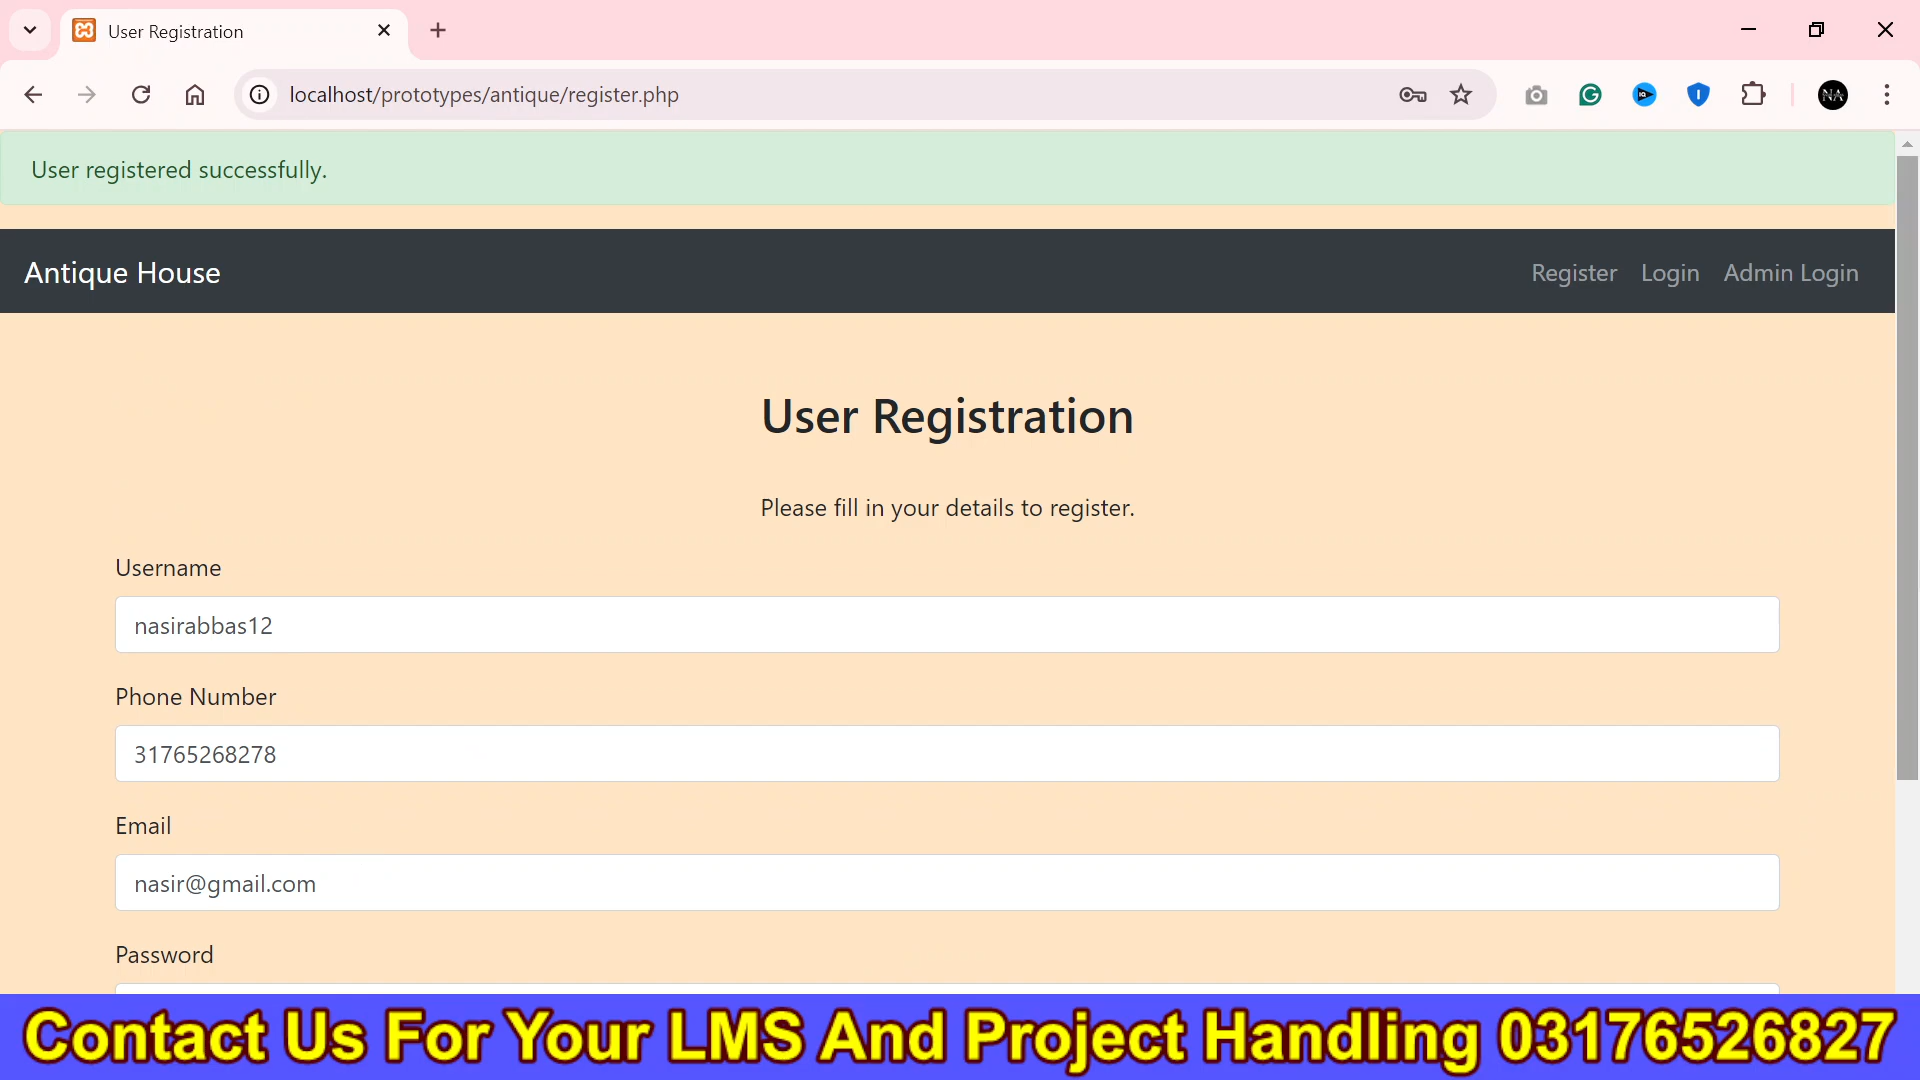 User Registration
localhost/prototypes/antique/register.php
NA
User registered successfully.
Antique House
Register Login Admin Login
User Registration
Please fill in your details to register.
Username
nasirabbas12
Phone Number
31765268278
Email
nasir@gmail.com
Password
Contact Us For Your LMS And Project Handling 03176526827